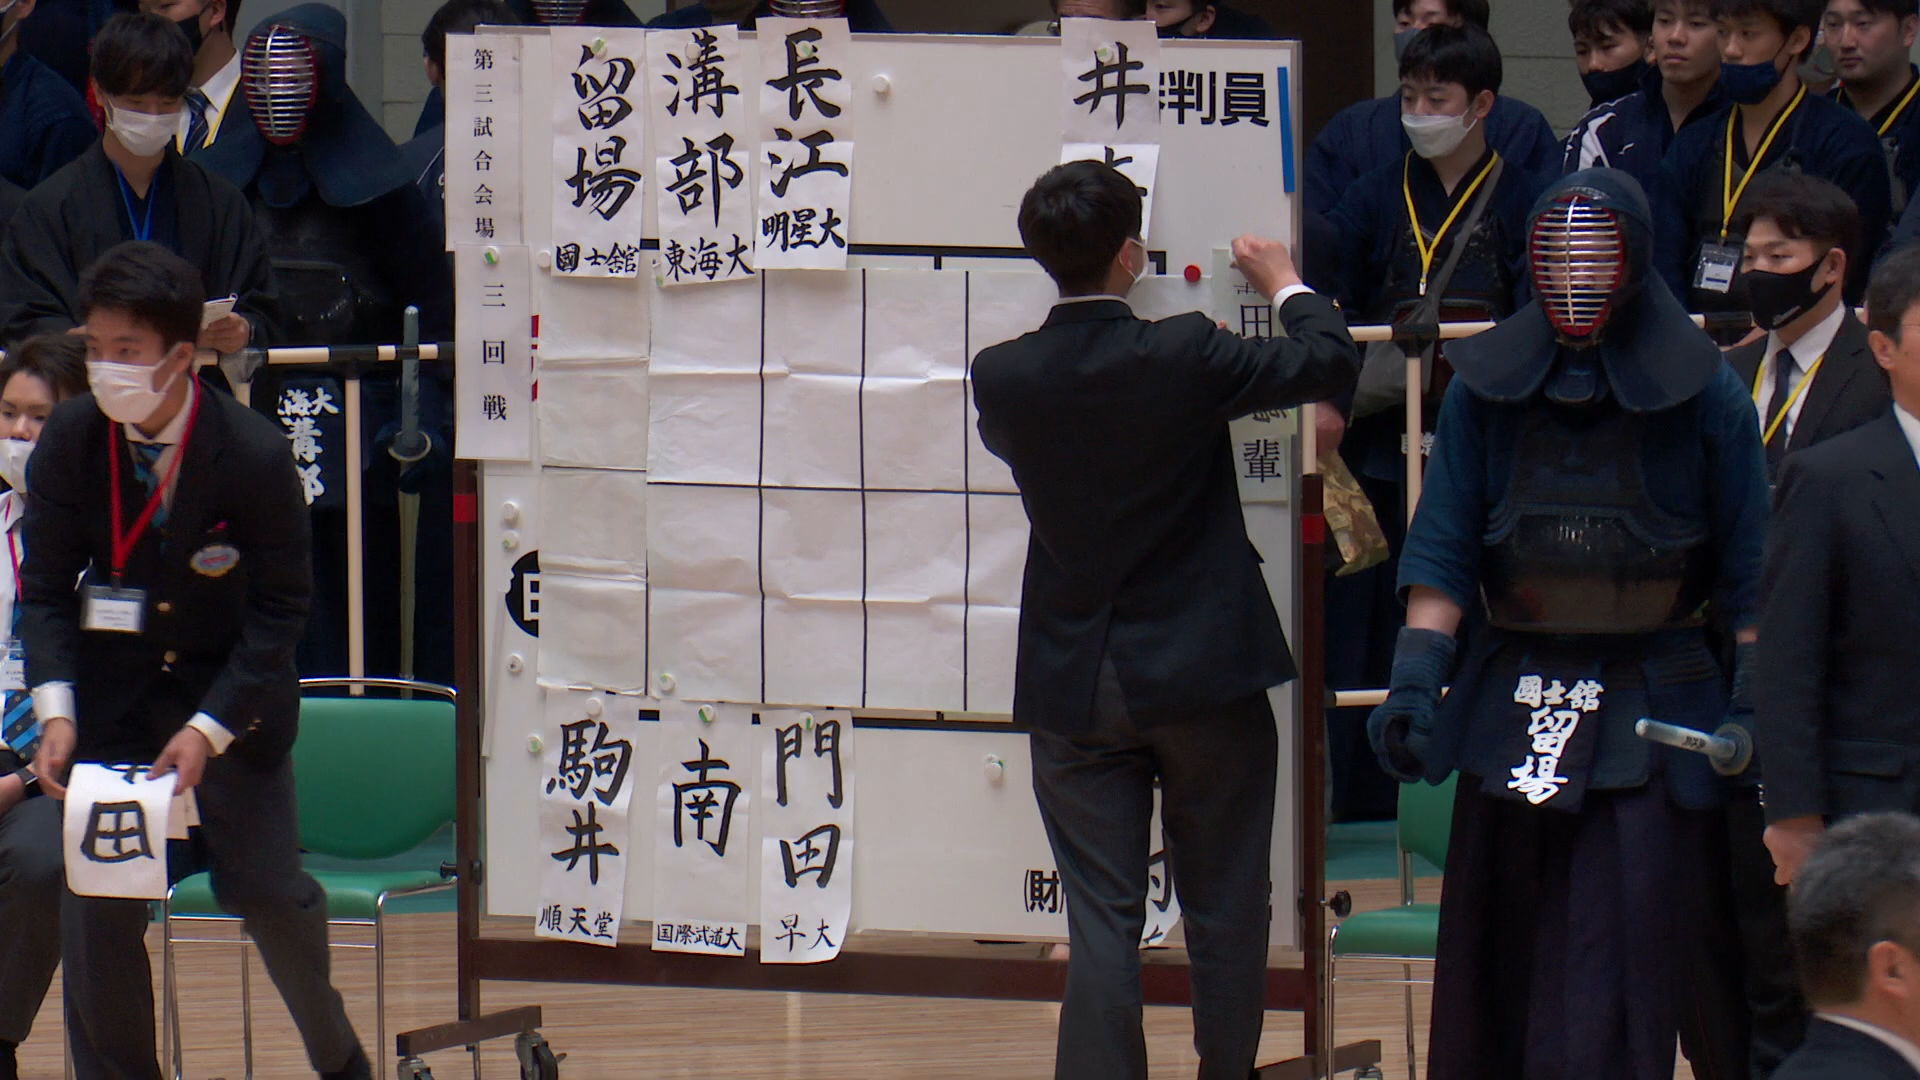 第三試合会場
三回戦
留場
國士舘
溝部
東海大
長江
明星大
井
判員
田
輩
駒井
順天堂
南
国際武道大
門田
早大
(財)
田
海大
溝部
國士舘
留場